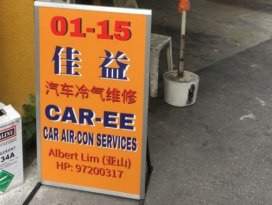 01-15
佳益
汽车冷气维修
CAR-EE
CAR AIR-CON SERVICES
Albert Lim (亚山)
HP: 97200317
34A